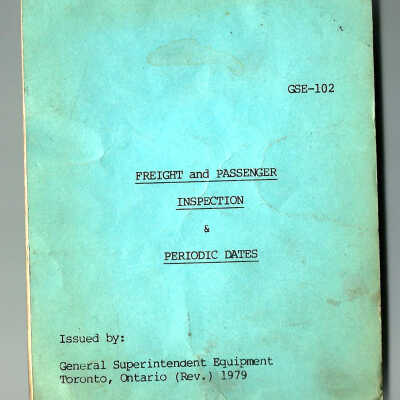 GSE-102
FREIGHT and PASSENGER
INSPECTION
&
PERIODIC DATES
Issued by:
General Superintendent Equipment
Toronto, Ontario (Rev.) 1979